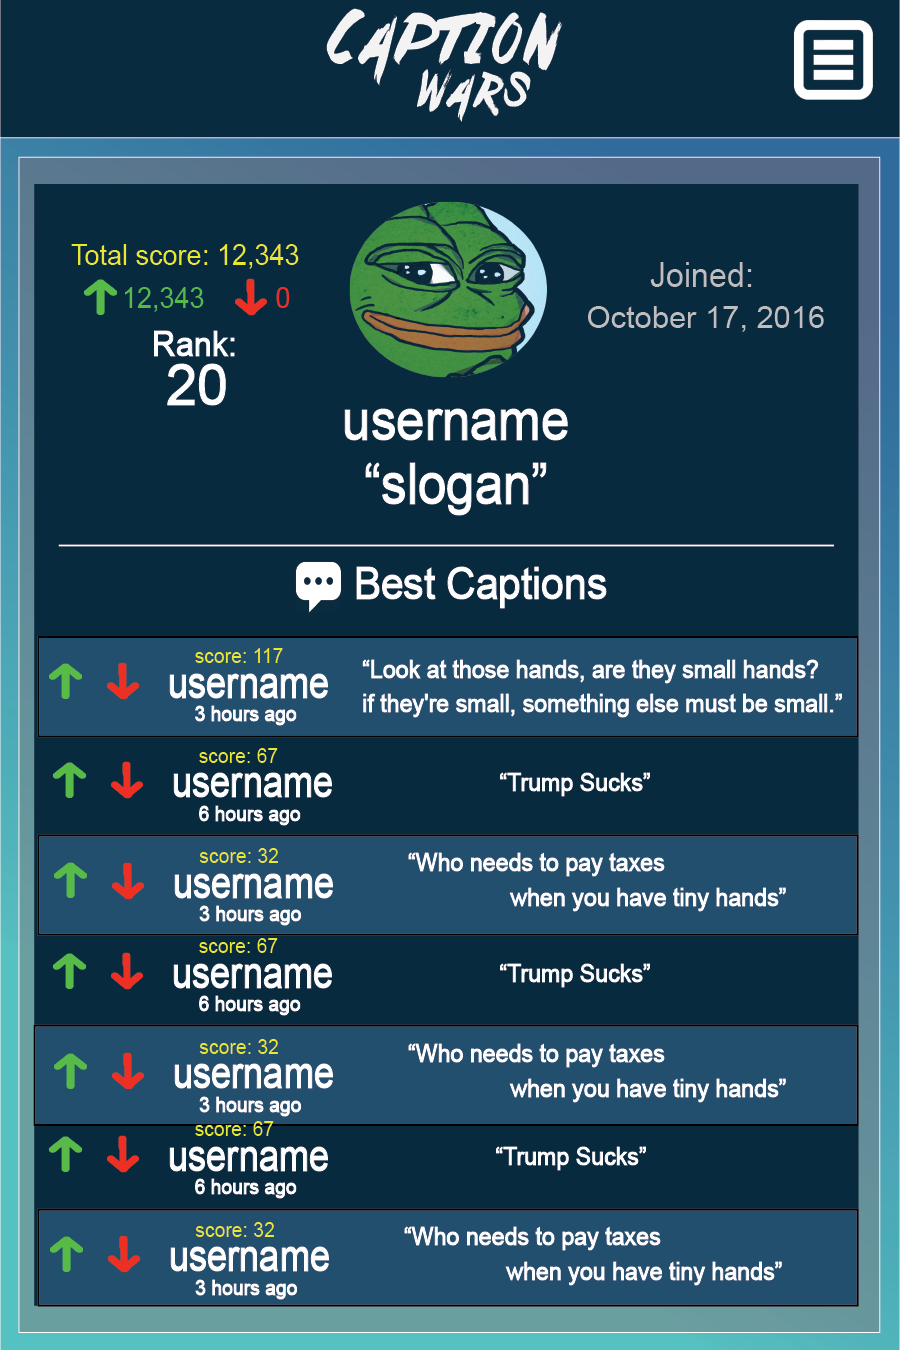 CAPTION
WARS
Total score: 12,343
12,343 0
Rank:
20
Joined:
October 17, 2016
username
“slogan”
Best Captions
score: 117
username
3 hours ago
“Look at those hands, are they small hands?
if they're small, something else must be small.”
score: 67
username
6 hours ago
“Trump Sucks”
score: 32
username
3 hours ago
“Who needs to pay taxes
when you have tiny hands”
score: 67
username
6 hours ago
“Trump Sucks”
score: 32
username
3 hours ago
“Who needs to pay taxes
when you have tiny hands”
score: 67
username
6 hours ago
“Trump Sucks”
score: 32
username
3 hours ago
“Who needs to pay taxes
when you have tiny hands”